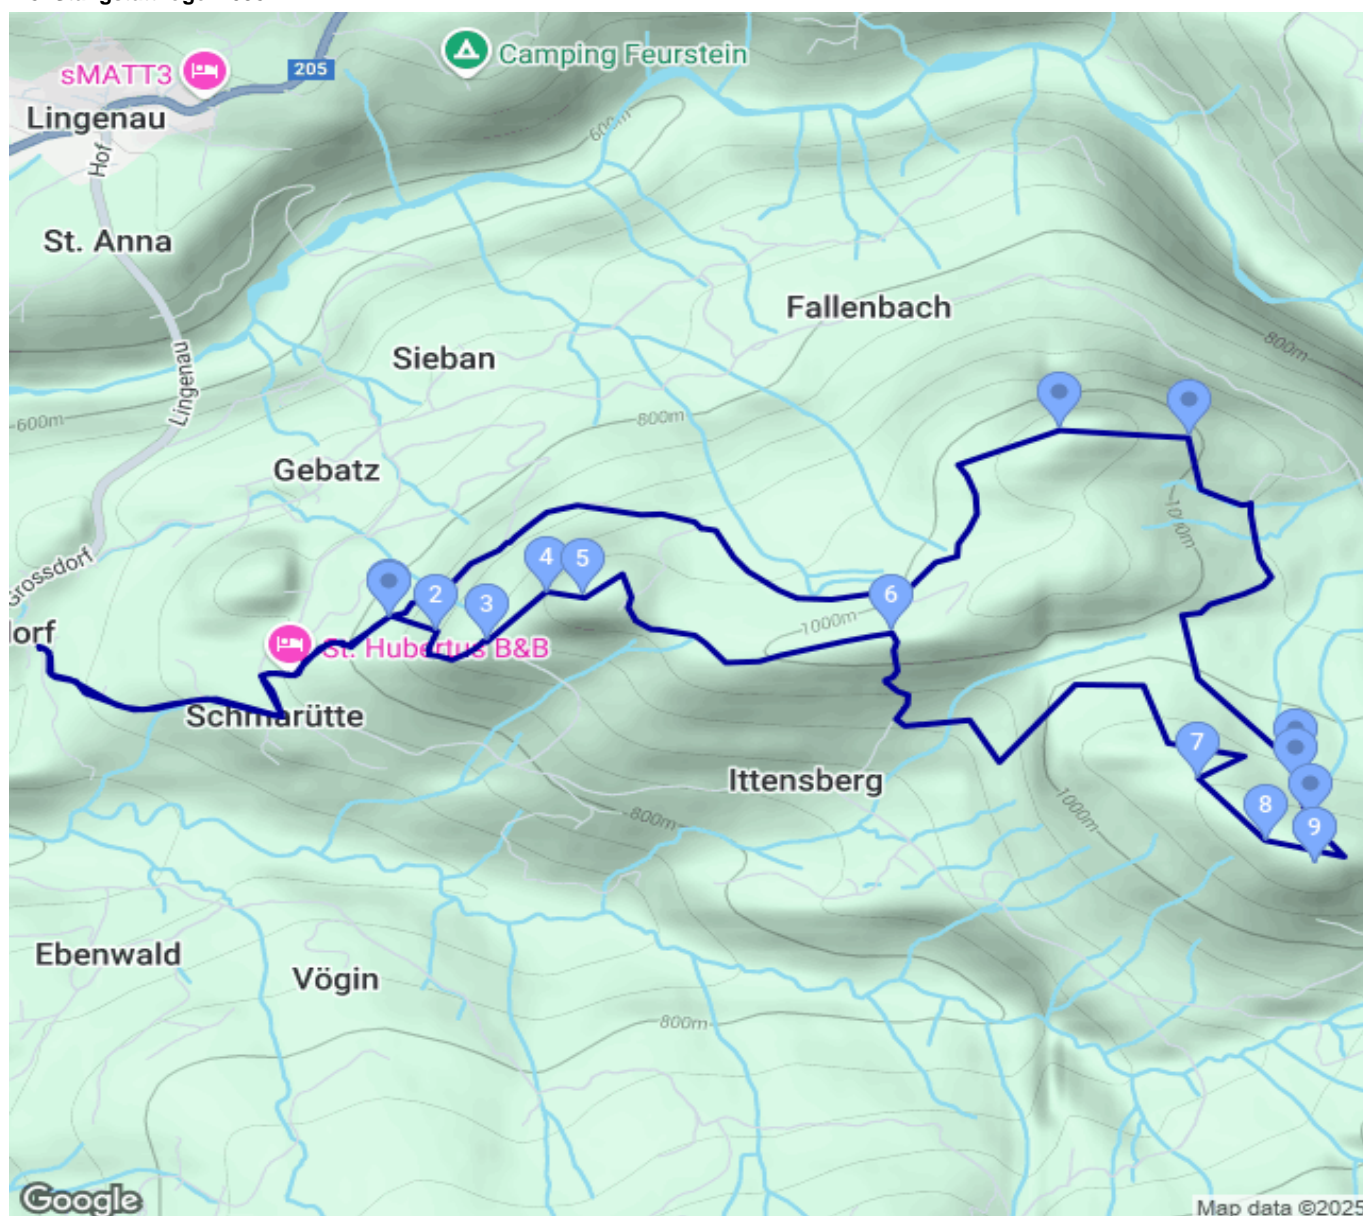 205
Camping Feurstein
sMATT3
Lingenau
Hof
600m
St. Anna
Fallenbach
800m
Lingenau
Sieban
600m
800m
Gebatz
1000m
Grossdorf
4
5
2
3
6
1000m
dorf
St. Hubertus B&B
Schmarütte
7
Ittensberg
8
9
1000m
800m
Ebenwald
Vögin
800m
Google
Map data ©2025